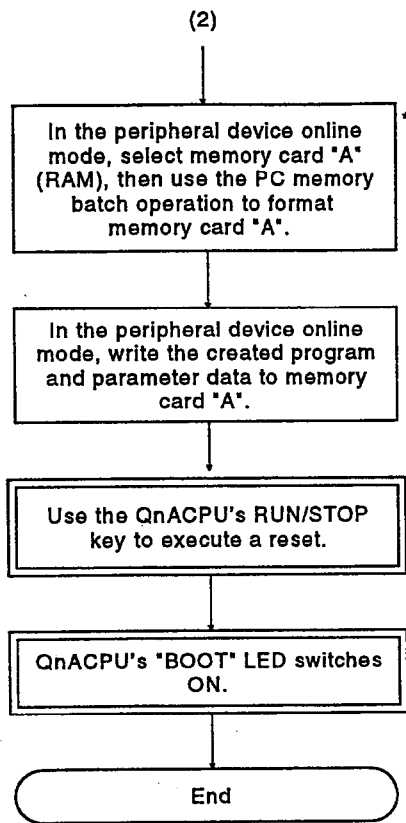 (2)
In the peripheral device online
mode, select memory card "A"
(RAM), then use the PC memory
batch operation to format
memory card "A".
In the peripheral device online
mode, write the created program
and parameter data to memory
card "A".
Use the QnACPU's RUN/STOP
key to execute a reset.
QnACPU's "BOOT" LED switches
ON.
End